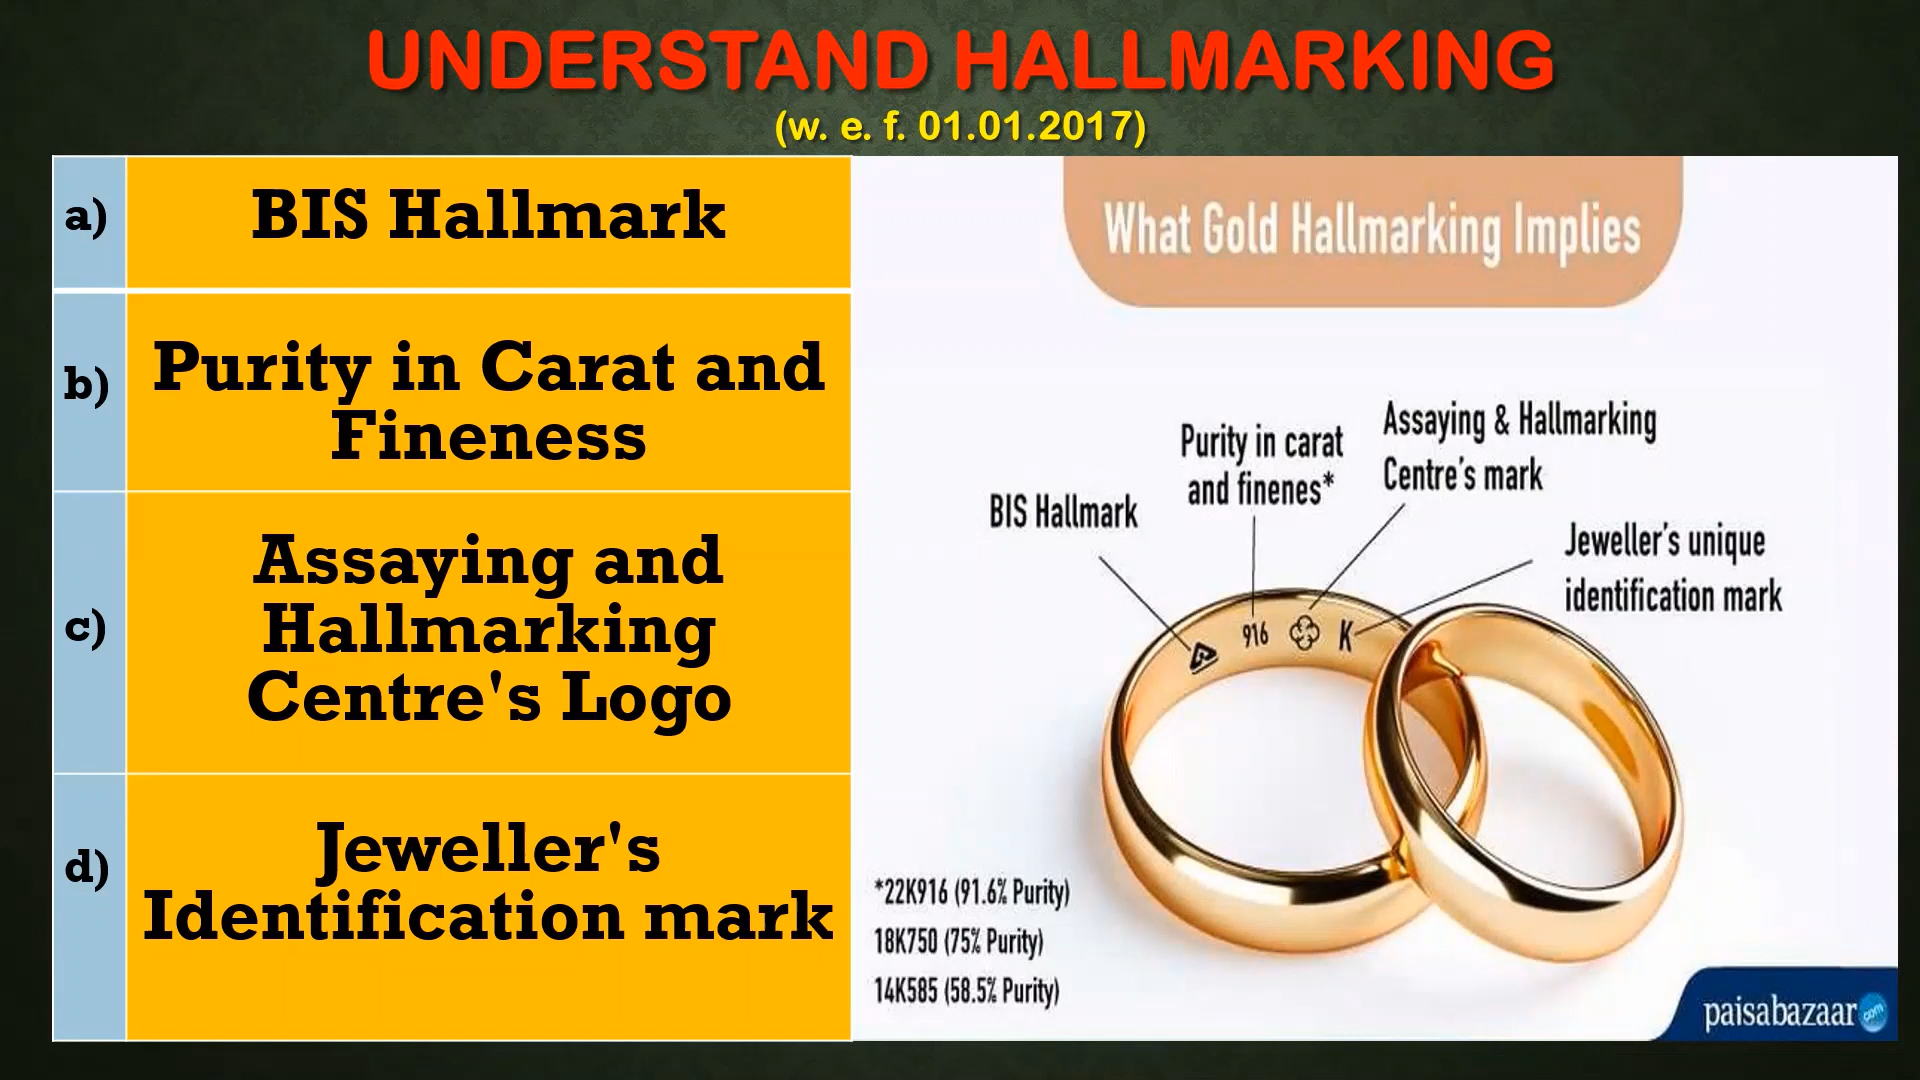 UNDERSTAND HALLMARKING
(w. e. f. 01.01.2017)
a)
BIS Hallmark
b)
Purity in Carat and
Fineness
c)
Assaying and
Hallmarking
Centre's Logo
d)
Jeweller's
Identification mark
What Gold Hallmarking Implies
BIS Hallmark
Purity in carat
and finenes*
Assaying & Hallmarking
Centre's mark
Jeweller's unique
identification mark
916
K
*22K916 (91.6% Purity)
18K750 (75% Purity)
14K585 (58.5% Purity)
paisabazaar.com